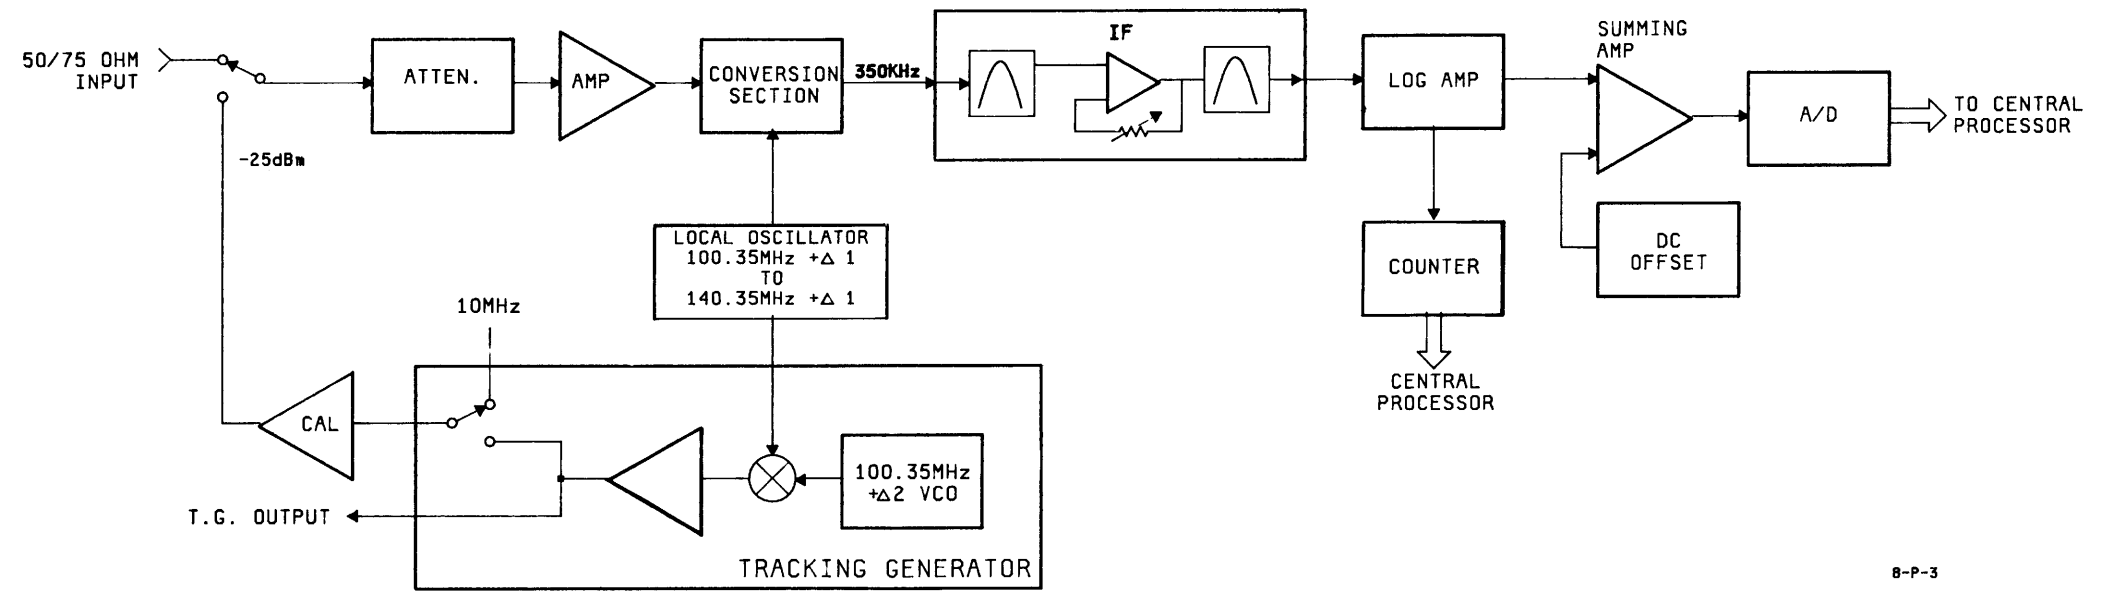 50/75 OHM
INPUT
-25dBm
ATTEN.
AMP
CONVERSION
SECTION
350KHz
IF
LOG AMP
SUMMING
AMP
A/D
TO CENTRAL
PROCESSOR
LOCAL OSCILLATOR
100.35MHz +Δ 1
TO
140.35MHz +Δ 1
COUNTER
DC
OFFSET
CENTRAL
PROCESSOR
10MHz
CAL
100.35MHz
+Δ2 VCO
T.G. OUTPUT
TRACKING GENERATOR
8-P-3